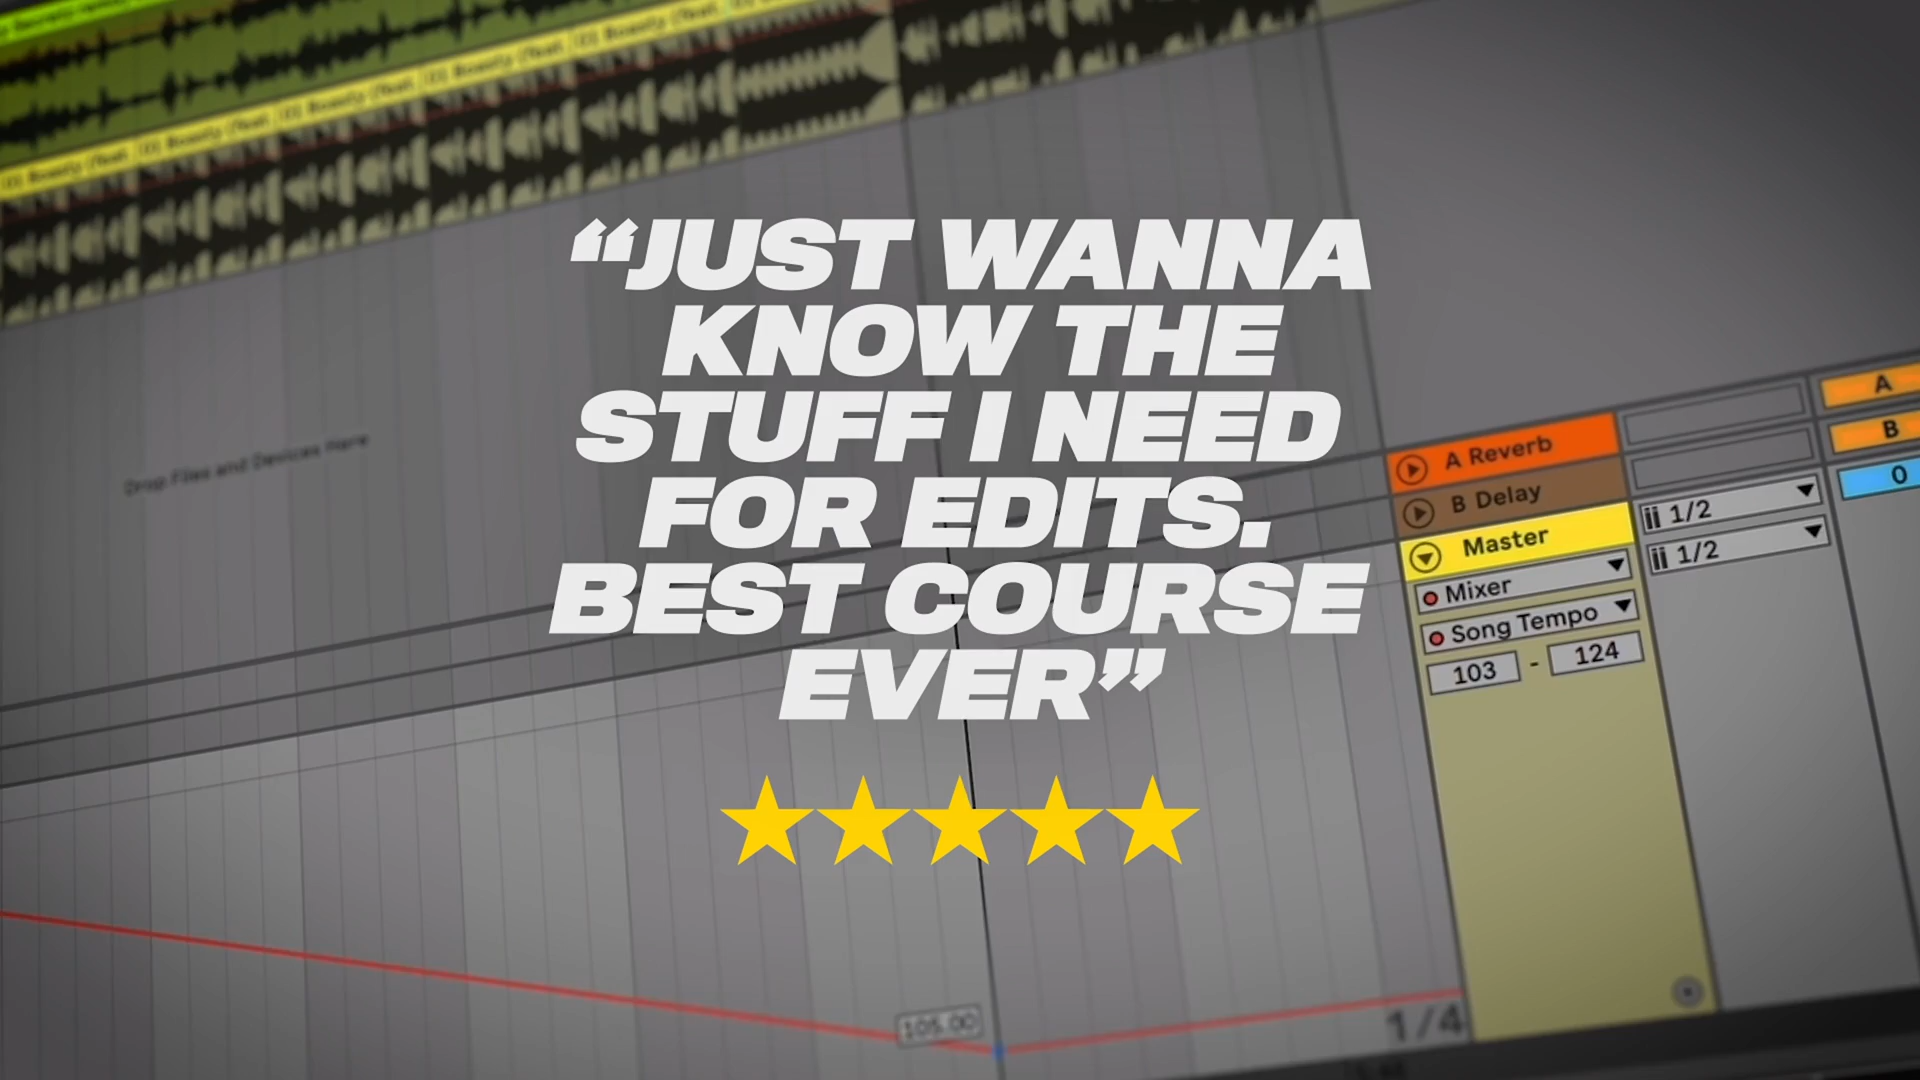 “JUST WANNA
KNOW THE
STUFF I NEED
FOR EDITS.
BEST COURSE
EVER”
Drop Files and Devices Here
A Reverb
B Delay
Master
Mixer
Song Tempo
103 - 124
1/2
1/2
A
B
0
105.00
1/4